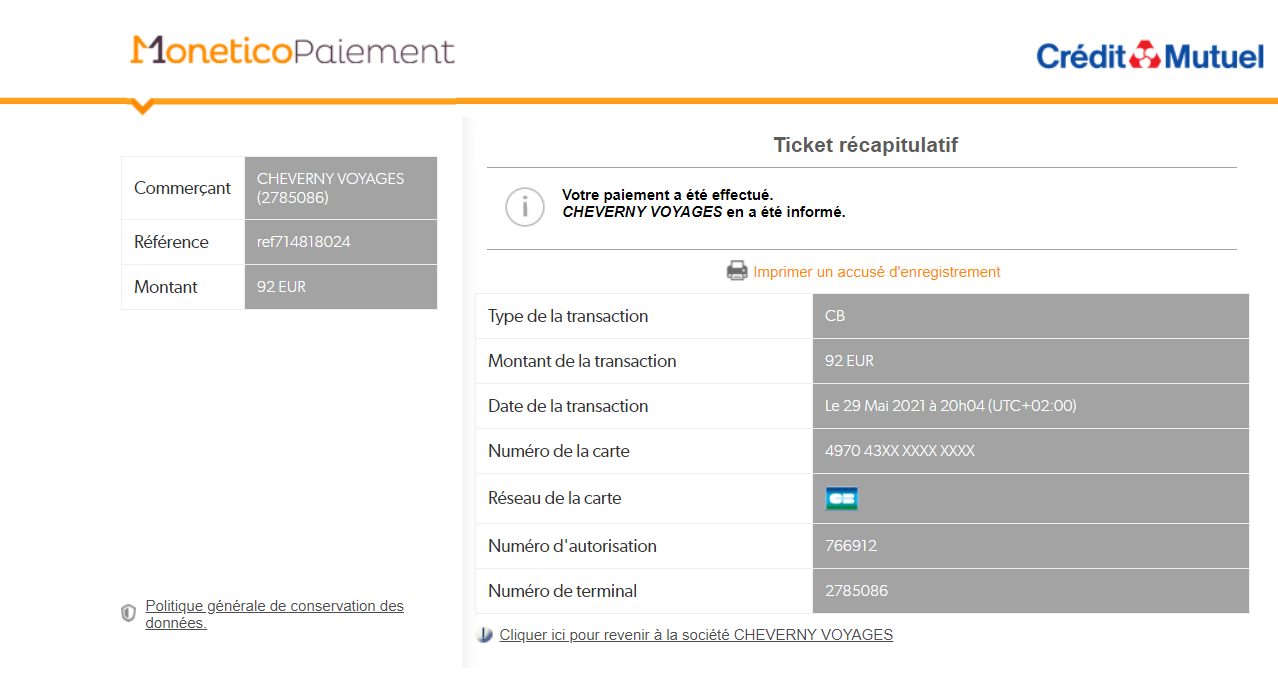 MoneticoPaiement
Crédit Mutuel
Commerçant
CHEVERNY VOYAGES
(2785086)
Référence
ref714818024
Montant
92 EUR
Politique générale de conservation des
données.
Ticket récapitulatif
Votre paiement a été effectué.
CHEVERNY VOYAGES en a été informé.
Imprimer un accusé d'enregistrement
Type de la transaction
CB
Montant de la transaction
92 EUR
Date de la transaction
Le 29 Mai 2021 à 20h04 (UTC+02:00)
Numéro de la carte
4970 43XX XXXX XXXX
Réseau de la carte
CB
Numéro d'autorisation
766912
Numéro de terminal
2785086
Cliquer ici pour revenir à la société CHEVERNY VOYAGES